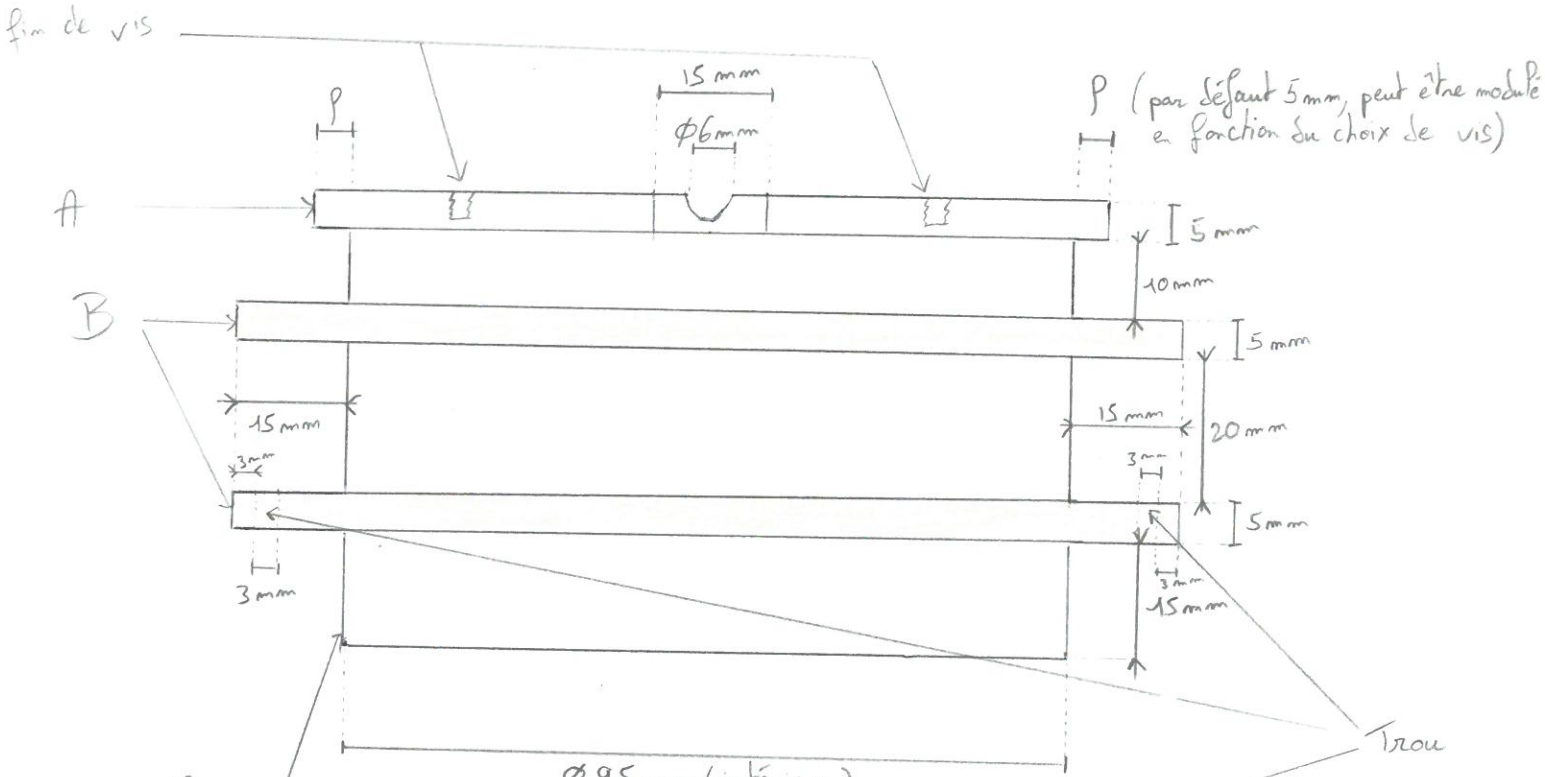 fin de vis
15 mm
ρ
ρ (par défaut 5 mm, peut être modulé
en fonction du choix de vis)
ϕ6mm
A
5 mm
10 mm
B
5 mm
15 mm
15 mm
20 mm
3 mm
3 mm
5 mm
3 mm
3 mm
15 mm
Trou